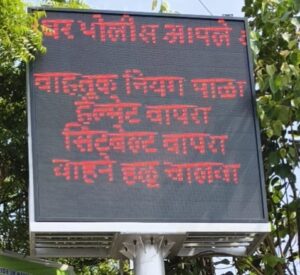 पोलीस आपले
वाहतुक नियम पाळा
हेल्मेट वापरा
सिटबेल्ट वापरा
वाहने हळू चालवा